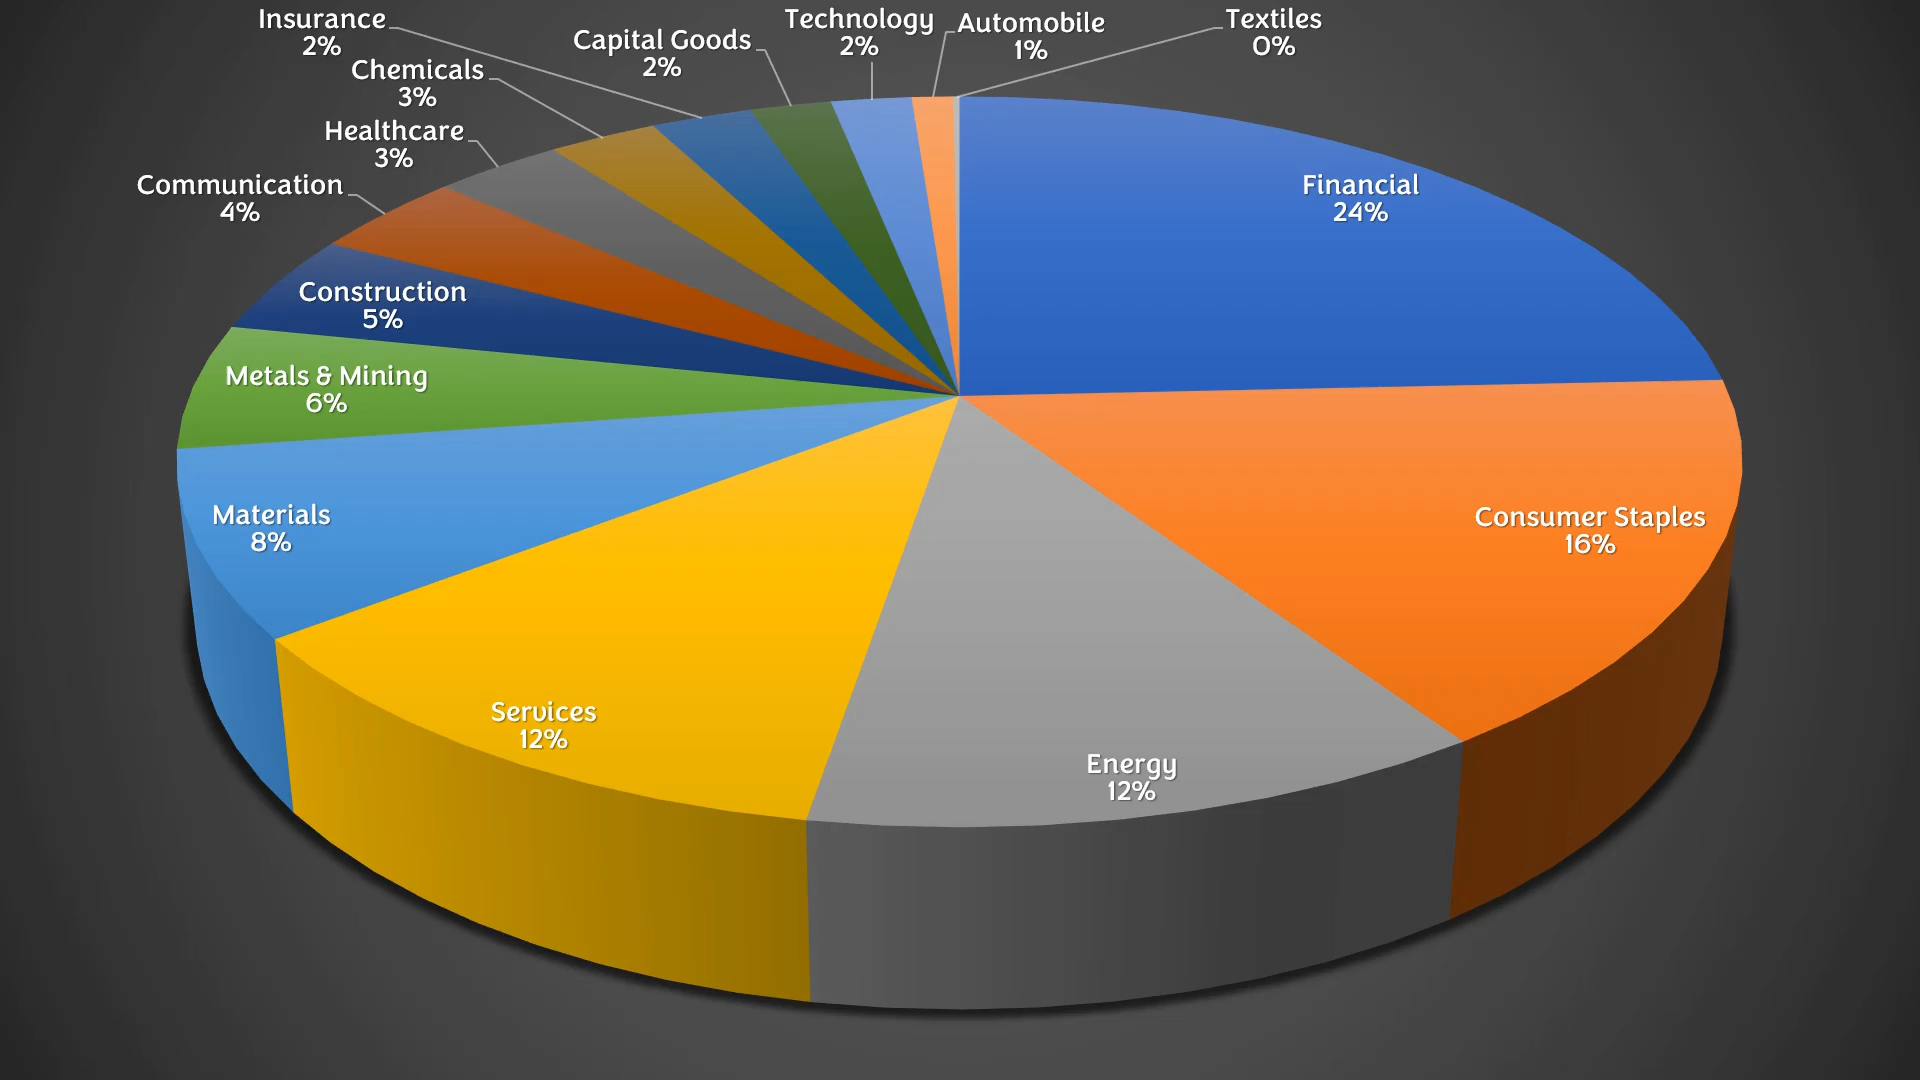 Insurance
2%
Chemicals
3%
Healthcare
3%
Communication
4%
Capital Goods
2%
Technology
2%
Automobile
1%
Textiles
0%
Financial
24%
Construction
5%
Metals & Mining
6%
Materials
8%
Consumer Staples
16%
Services
12%
Energy
12%